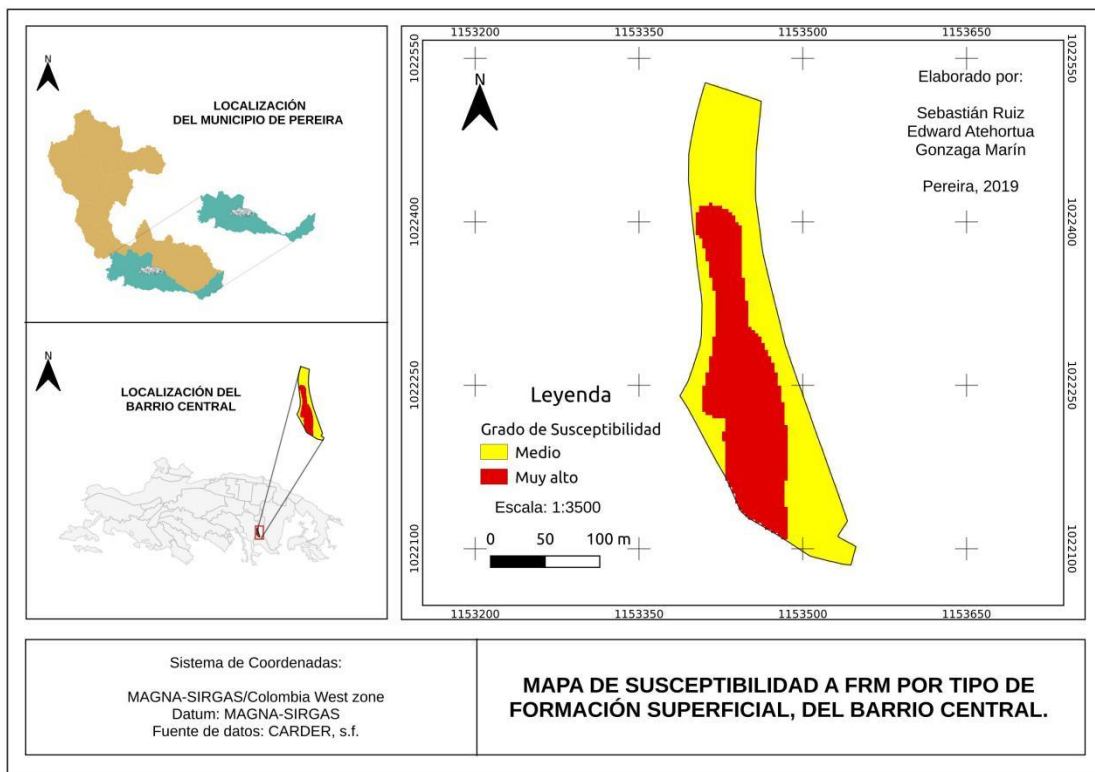 N
LOCALIZACIÓN
DEL MUNICIPIO DE PEREIRA
N
LOCALIZACIÓN DEL
BARRIO CENTRAL
1153200 1153350 1153500 1153650
1022550 1022550
N
Elaborado por:
Sebastián Ruiz
Edward Atehortua
Gonzaga Marín
Pereira, 2019
1022400 1022400
1022250 1022250
Leyenda
Grado de Susceptibilidad
Medio
Muy alto
Escala: 1:3500
0 50 100 m
1022100 1022100
1153200 1153350 1153500 1153650
Sistema de Coordenadas:
MAGNA-SIRGAS/Colombia West zone
Datum: MAGNA-SIRGAS
Fuente de datos: CARDER, s.f.
MAPA DE SUSCEPTIBILIDAD A FRM POR TIPO DE
FORMACIÓN SUPERFICIAL, DEL BARRIO CENTRAL.